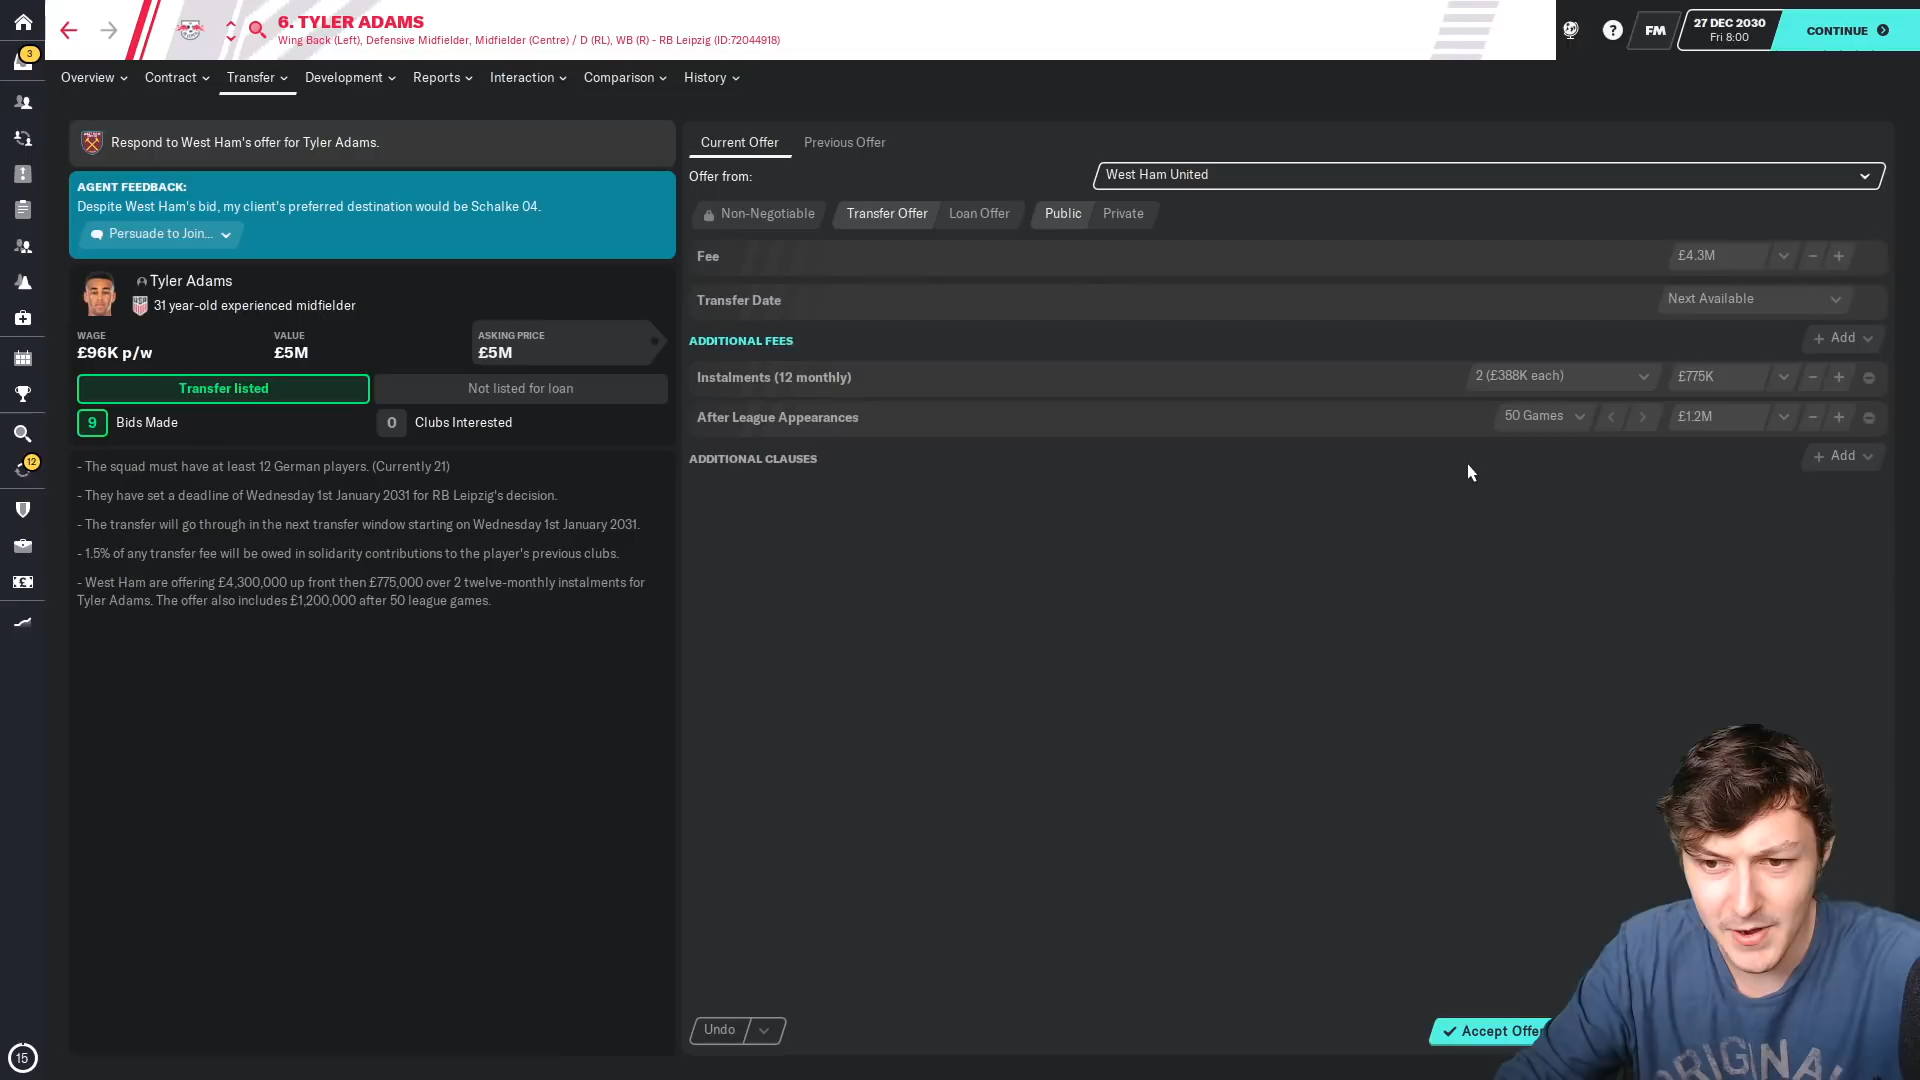 3
6. TYLER ADAMS
Wing Back (Left), Defensive Midfielder, Midfielder (Centre) / D (RL), WB (R) - RB Leipzig (ID:72044918)
?
FM
27 DEC 2030
Fri 8:00
CONTINUE
Overview
Contract
Transfer
Development
Reports
Interaction
Comparison
History
Respond to West Ham's offer for Tyler Adams.
AGENT FEEDBACK:
Despite West Ham's bid, my client's preferred destination would be Schalke 04.
Persuade to Join...
Tyler Adams
31 year-old experienced midfielder
WAGE
£96K p/w
VALUE
£5M
ASKING PRICE
£5M
Transfer listed
Not listed for loan
9 Bids Made
0 Clubs Interested
- The squad must have at least 12 German players. (Currently 21)
- They have set a deadline of Wednesday 1st January 2031 for RB Leipzig's decision.
- The transfer will go through in the next transfer window starting on Wednesday 1st January 2031.
- 1.5% of any transfer fee will be owed in solidarity contributions to the player's previous clubs.
- West Ham are offering £4,300,000 up front then £775,000 over 2 twelve-monthly instalments for
Tyler Adams. The offer also includes £1,200,000 after 50 league games.
Current Offer
Previous Offer
Offer from:
West Ham United
Non-Negotiable
Transfer Offer
Loan Offer
Public
Private
Fee
£4.3M
Transfer Date
Next Available
ADDITIONAL FEES
+ Add
Instalments (12 monthly)
2 (£388K each)
£775K
After League Appearances
50 Games
£1.2M
ADDITIONAL CLAUSES
+ Add
Undo
Accept Offer
12
15
ORIGINA